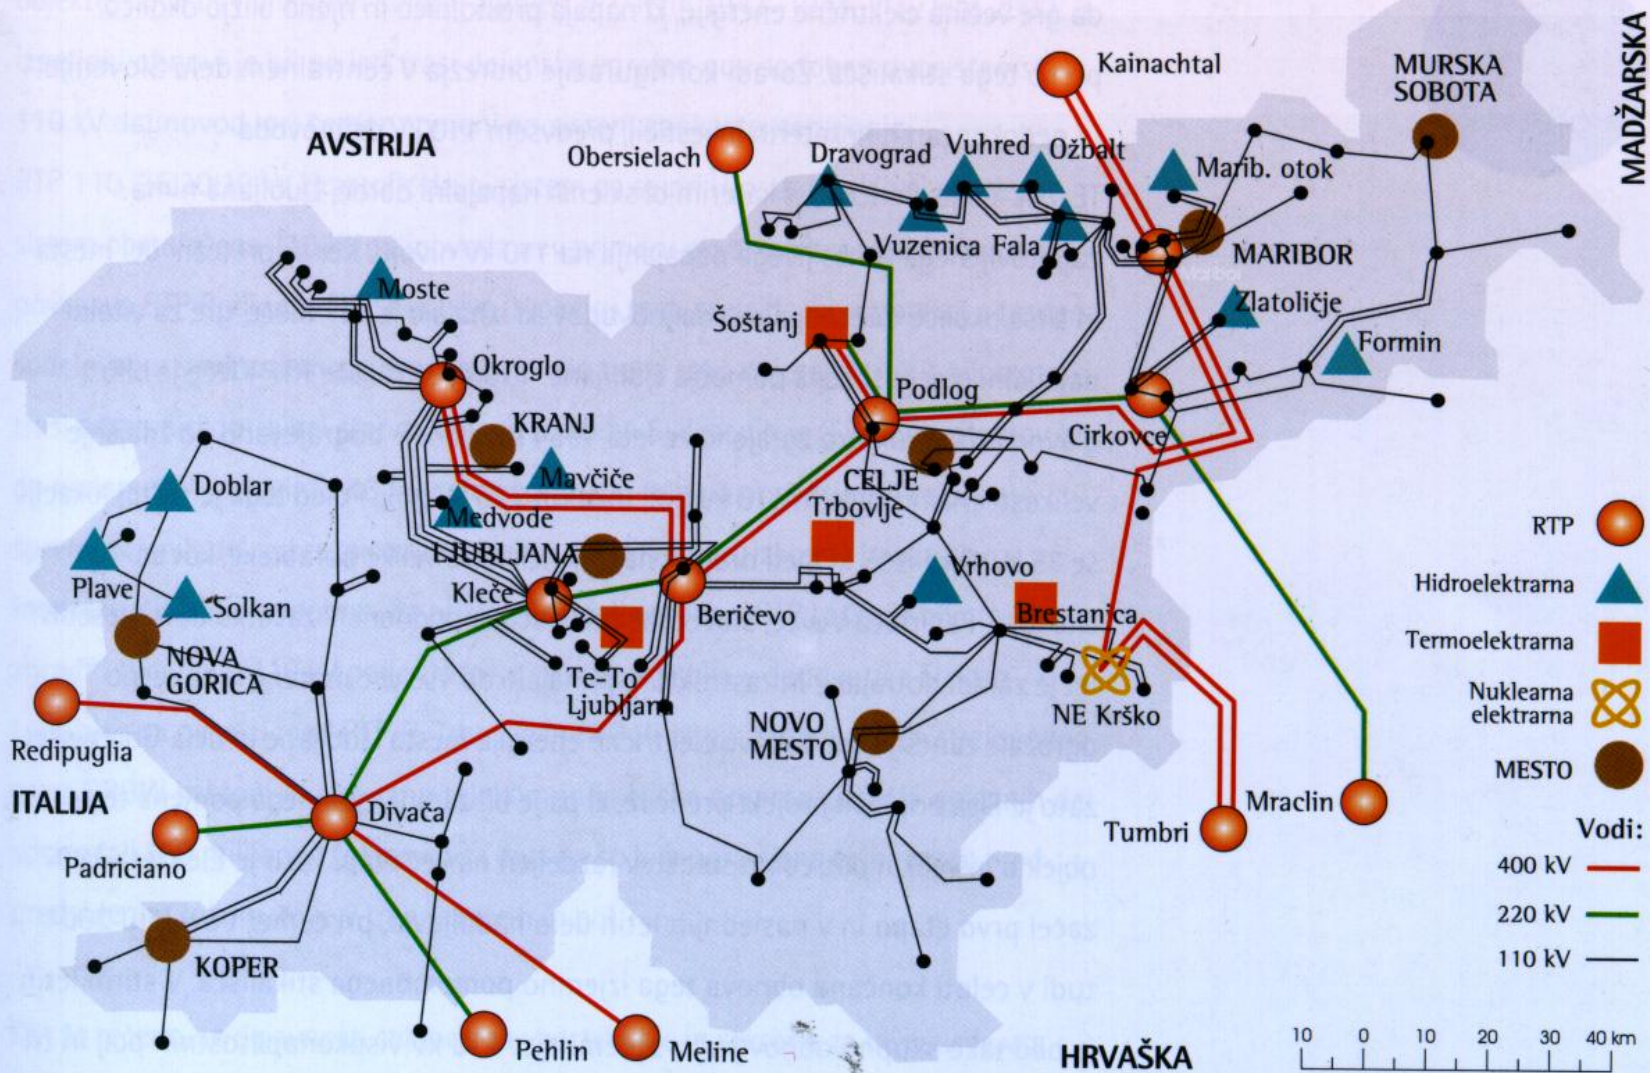 Kainachtal
MURSKA
SOBOTA
MADŽARSKA
AVSTRIJA
Obersielach
Dravograd
Vuhred
Ožbalt
Marib. otok
Vuzenica
Fala
MARIBOR
Moste
Zlatoličje
Šoštanj
Formin
Okroglo
Podlog
KRANJ
Cirkovce
Mavčiče
CELJE
Doblar
Medvode
Trbovlje
RTP
LJUBLJANA
Plave
Kleče
Vrhovo
Hidroelektrarna
Solkan
Beričevo
Brestanica
Termoelektrarna
NOVA
GORICA
Te-To
Ljubljana
NOVO
MESTO
NE Krško
Nuklearna
elektrarna
Redipuglia
MESTO
ITALIJA
Divača
Tumbri
Mraclin
Vodi:
Padriciano
400 kV
220 kV
KOPER
110 kV
Pehlin
Meline
HRVAŠKA
10 0 10 20 30 40 km